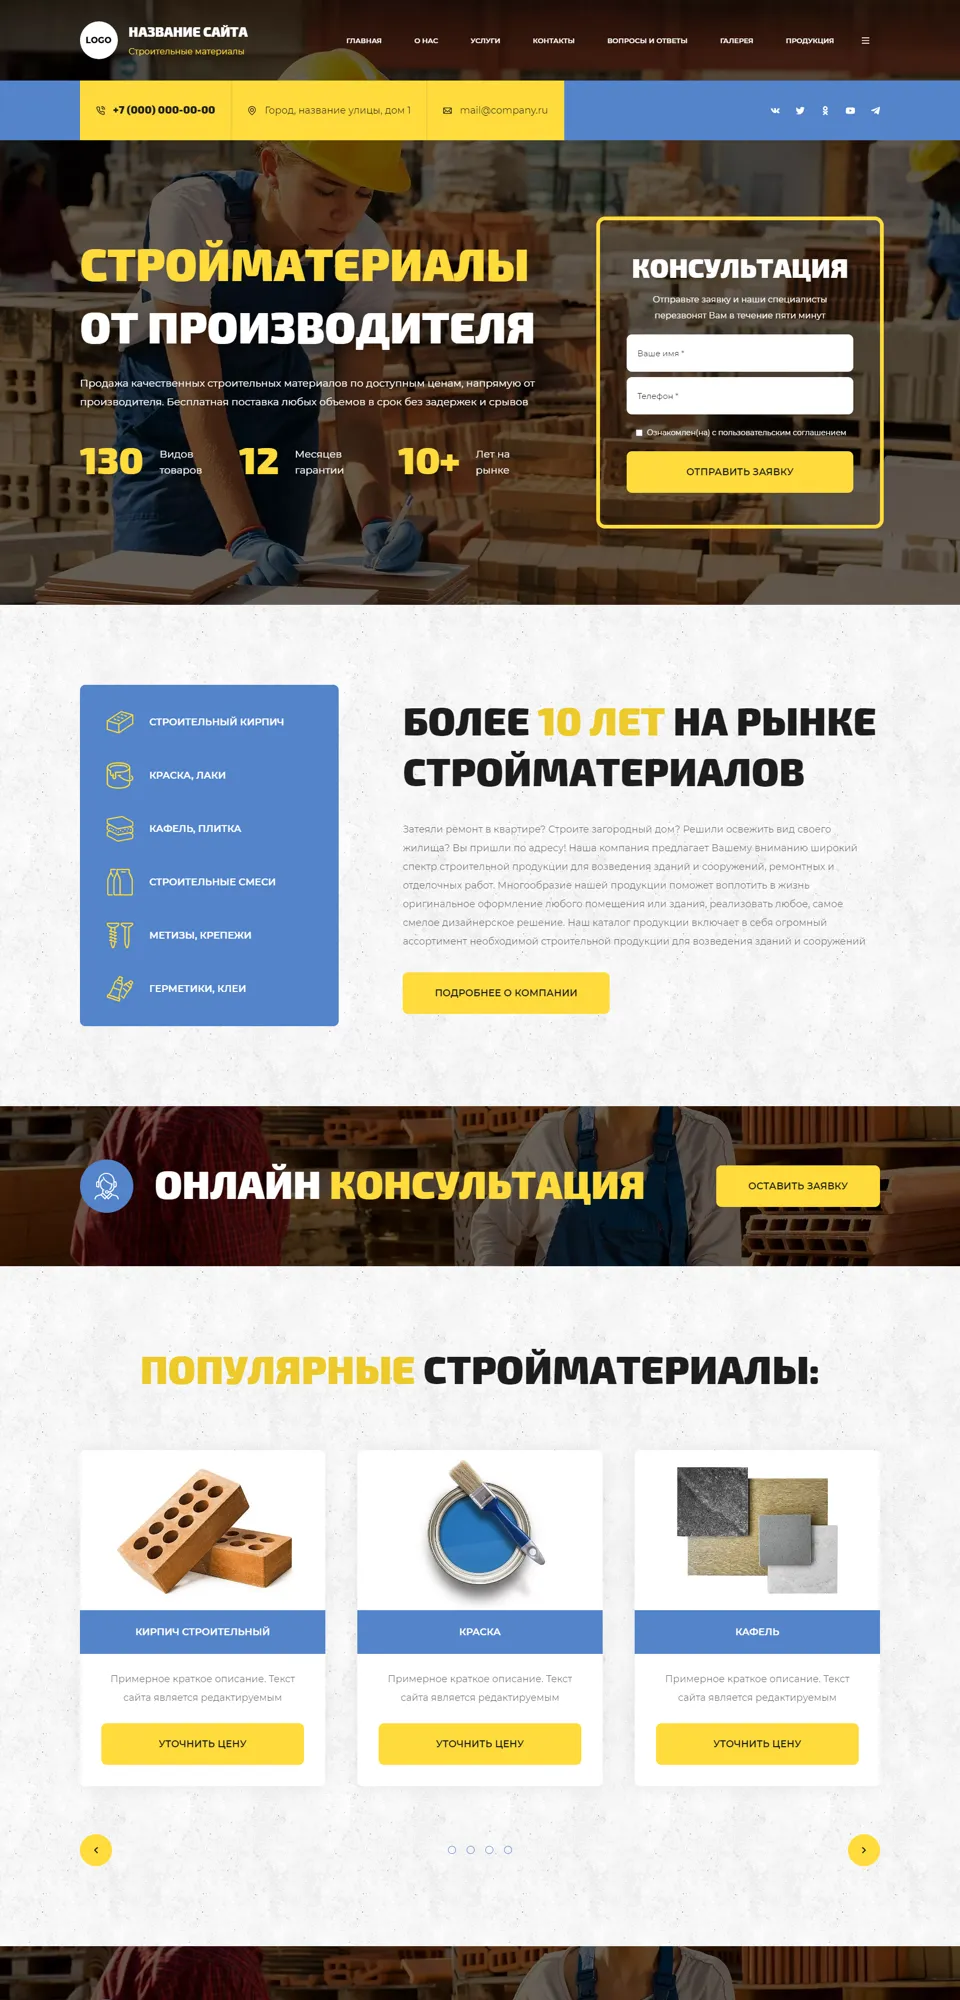 LOGO
НАЗВАНИЕ САЙТА
Строительные материалы
ГЛАВНАЯ
О НАС
УСЛУГИ
КОНТАКТЫ
ВОПРОСЫ И ОТВЕТЫ
ГАЛЕРЕЯ
ПРОДУКЦИЯ
+7 (000) 000-00-00
Город, название улицы, дом 1
mail@company.ru
СТРОЙМАТЕРИАЛЫ
ОТ ПРОИЗВОДИТЕЛЯ
Продажа качественных строительных материалов по доступным ценам, напрямую от
производителя. Бесплатная поставка любых объемов в срок без задержек и срывов
130
Видов
товаров
12
Месяцев
гарантии
10+
Лет на
рынке
КОНСУЛЬТАЦИЯ
Отправьте заявку и наши специалисты
перезвонят Вам в течение пяти минут
Ваше имя *
Телефон *
Ознакомлен(на) с пользовательским соглашением
ОТПРАВИТЬ ЗАЯВКУ
СТРОИТЕЛЬНЫЙ КИРПИЧ
КРАСКА, ЛАКИ
КАФЕЛЬ, ПЛИТКА
СТРОИТЕЛЬНЫЕ СМЕСИ
МЕТИЗЫ, КРЕПЕЖИ
ГЕРМЕТИКИ, КЛЕИ
БОЛЕЕ 10 ЛЕТ НА РЫНКЕ
СТРОЙМАТЕРИАЛОВ
Затеяли ремонт в квартире? Строите загородный дом? Решили освежить вид своего
жилища? Вы пришли по адресу! Наша компания предлагает Вашему вниманию широкий
спектр строительной продукции для возведения зданий и сооружений, ремонтных и
отделочных работ. Многообразие нашей продукции поможет воплотить в жизнь
оригинальное оформление любого помещения или здания, реализовать любое, самое
смелое дизайнерское решение. Наш каталог продукции включает в себя огромный
ассортимент необходимой строительной продукции для возведения зданий и сооружений
ПОДРОБНЕЕ О КОМПАНИИ
ОНЛАЙН КОНСУЛЬТАЦИЯ
ОСТАВИТЬ ЗАЯВКУ
ПОПУЛЯРНЫЕ СТРОЙМАТЕРИАЛЫ:
КИРПИЧ СТРОИТЕЛЬНЫЙ
Примерное краткое описание. Текст
сайта является редактируемым
УТОЧНИТЬ ЦЕНУ
КРАСКА
Примерное краткое описание. Текст
сайта является редактируемым
УТОЧНИТЬ ЦЕНУ
КАФЕЛЬ
Примерное краткое описание. Текст
сайта является редактируемым
УТОЧНИТЬ ЦЕНУ